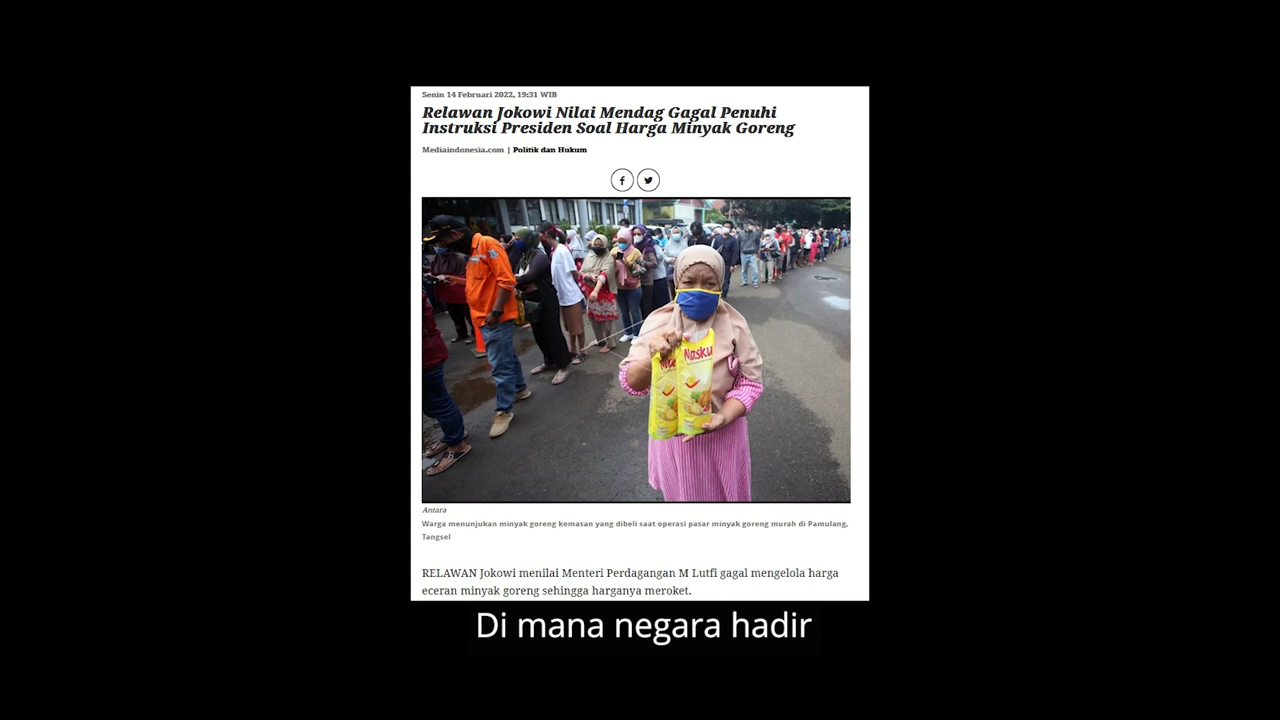 Senin 14 Februari 2022, 19:31 WIB
Relawan Jokowi Nilai Mendag Gagal Penuhi
Instruksi Presiden Soal Harga Minyak Goreng
Mediaindonesia.com | Politik dan Hukum
Nasku
Antara
Warga menunjukan minyak goreng kemasan yang dibeli saat operasi pasar minyak goreng murah di Pamulang,
Tangsel
RELAWAN Jokowi menilai Menteri Perdagangan M Lutfi gagal mengelola harga
eceran minyak goreng sehingga harganya meroket.
Di mana negara hadir